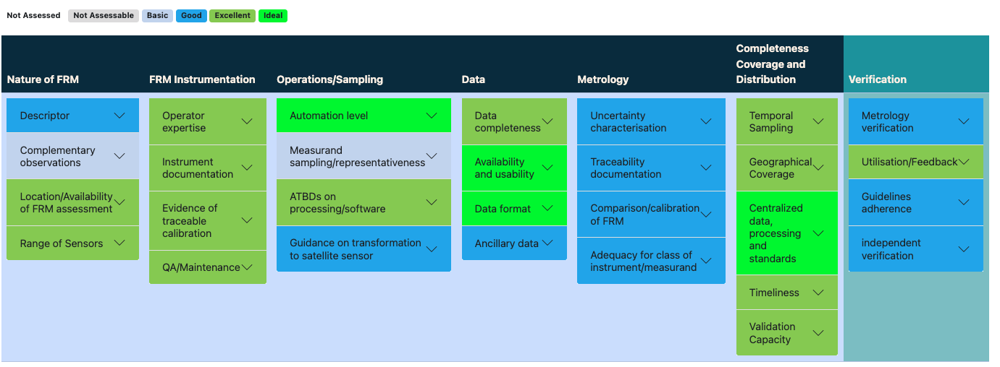 Not Assessed Not Assessable Basic Good Excellent Ideal
Nature of FRM
Descriptor
Complementary
observations
Location/Availability
of FRM assessment
Range of Sensors
FRM Instrumentation
Operator
expertise
Instrument
documentation
Evidence of
traceable
calibration
QA/Maintenance
Operations/Sampling
Automation level
Measurand
sampling/representativeness
ATBDs on
processing/software
Guidance on transformation
to satellite sensor
Data
Data
completeness
Availability
and usability
Data format
Ancillary data
Metrology
Uncertainty
characterisation
Traceability
documentation
Comparison/calibration
of FRM
Adequacy for class of
instrument/measurand
Completeness
Coverage and
Distribution
Temporal
Sampling
Geographical
Coverage
Centralized
data,
processing
and
standards
Timeliness
Validation
Capacity
Verification
Metrology
verification
Utilisation/Feedback
Guidelines
adherence
independent
verification